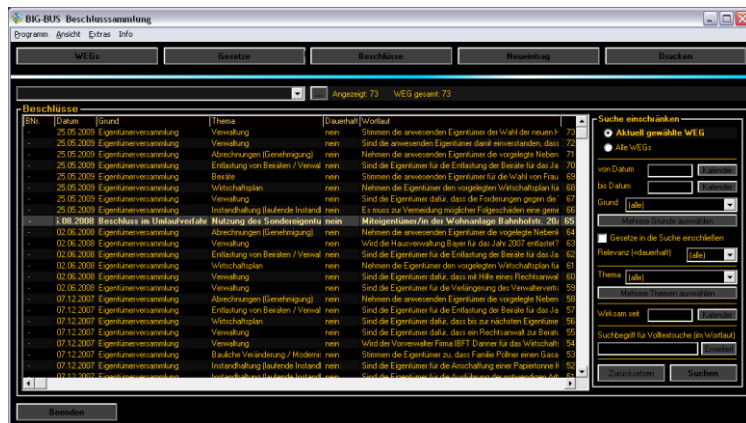 BIG-BUS Beschlusssammlung
Programm Ansicht Extras Info
WEGs Gesetze Beschlüsse Neueintrag Drucken
... Angezeigt: 73 WEG gesamt: 73
Beschlüsse
BNr. Datum Grund Thema Dauerhaft Wortlaut
- 25.05.2009 Eigentümerversammlung Verwaltung nein Stimmen die anwesenden Eigentümer der Wahl der neuen H 73
- 25.05.2009 Eigentümerversammlung Verwaltung nein Sind die anwesenden Eigentümer damit einverstanden, dass 72
- 25.05.2009 Eigentümerversammlung Abrechnungen (Genehmigung) nein Nehmen die anwesenden Eigentümer die vorgelegte Neben 71
- 25.05.2009 Eigentümerversammlung Entlastung von Beiräten / Verwal nein Sind die Eigentümer für die Entlastung der Beiräte für das Ja 70
- 25.05.2009 Eigentümerversammlung Beiräte nein Stimmen die anwesenden Eigentümer für die Wahl von Frau 69
- 25.05.2009 Eigentümerversammlung Wirtschaftsplan nein Nehmen die Eigentümer den vorgelegten Wirtschaftsplan für 68
- 25.05.2009 Eigentümerversammlung Verwaltung nein Sind die Eigentümer dafür, dass die Forderungen gegen die 67
- 25.05.2009 Eigentümerversammlung Instandhaltung (laufende Instandl nein Es muss zur Vermeidung möglicher Folgeschäden eine geme 66
.08.2008 Beschluss im Umlaufverfahr Nutzung des Sondereigentu nein Miteigentümer/in der Wohnanlage Bahnhofstr. 20/ 65
- 02.06.2008 Eigentümerversammlung Abrechnungen (Genehmigung) nein Nehmen die anwesenden Eigentümer die vogelegte Nebenk 64
- 02.06.2008 Eigentümerversammlung Verwaltung nein Wird die Hausverwaltung Bayer für das Jahr 2007 entlastet? 63
- 02.06.2008 Eigentümerversammlung Entlastung von Beiräten / Verwal nein Sind die Eigentümer für die Entlastung der Beiräte für das Ja 62
- 02.06.2008 Eigentümerversammlung Wirtschaftsplan nein Nehmen die Eigentümer den vorgelegten Wirtschaftsplan fü 61
- 02.06.2008 Eigentümerversammlung Verwaltung nein Sind die Eigentümer dafür, dass mit Hilfe eines Rechtsanwal 60
- 02.06.2008 Eigentümerversammlung Verwaltung nein Sind die Eigentümer für die Verlängerung des Verwaltervertra 59
- 07.12.2007 Eigentümerversammlung Abrechnungen (Genehmigung) nein Nehmen die anwesenden Eigentümer die vorgelegte Neben 58
- 07.12.2007 Eigentümerversammlung Entlastung von Beiräten / Verwal nein Sind die Eigentümer für die Entlastung der Beiräte für das Ja 57
- 07.12.2007 Eigentümerversammlung Wirtschaftsplan nein Sind die Eigentümer dafür, dass bis zur nächsten Eigentüme 56
- 07.12.2007 Eigentümerversammlung Verwaltung nein Sind die Eigentümer dafür, dass ein Rechtsanwalt zur Beratu 55
- 07.12.2007 Eigentümerversammlung Verwaltung nein Wird der Vorverwalter Firma IBFT Danner für das Wirtschafts 54
- 07.12.2007 Eigentümerversammlung Bauliche Veränderung / Moderni nein Stimmen die Eigentümer zu, dass Familie Pöllner einen Gasa 53
- 07.12.2007 Eigentümerversammlung Instandhaltung (laufende Instandl nein Sind die Eigentümer für die Anschaffung einer Papiertonne fü 52
07.12.2007 Eigentümerversammlung Instandhaltung (laufende Instandl nein Sind die Eigentümer für die Ausführung der notwendigen Arb 51
Suche einschränken
Aktuell gewählte WEG
Alle WEGs
von Datum Kalender
bis Datum Kalender
Grund (alle)
Mehrere Gründe auswählen
Gesetze in die Suche einschließen
Relevanz (=dauerhaft) (alle)
Thema (alle)
Mehrere Themen auswählen
Wirksam seit Kalender
Suchbegriff für Volltextsuche (im Wortlaut)
Erweitert
Zurücksetzen Suchen
Beenden